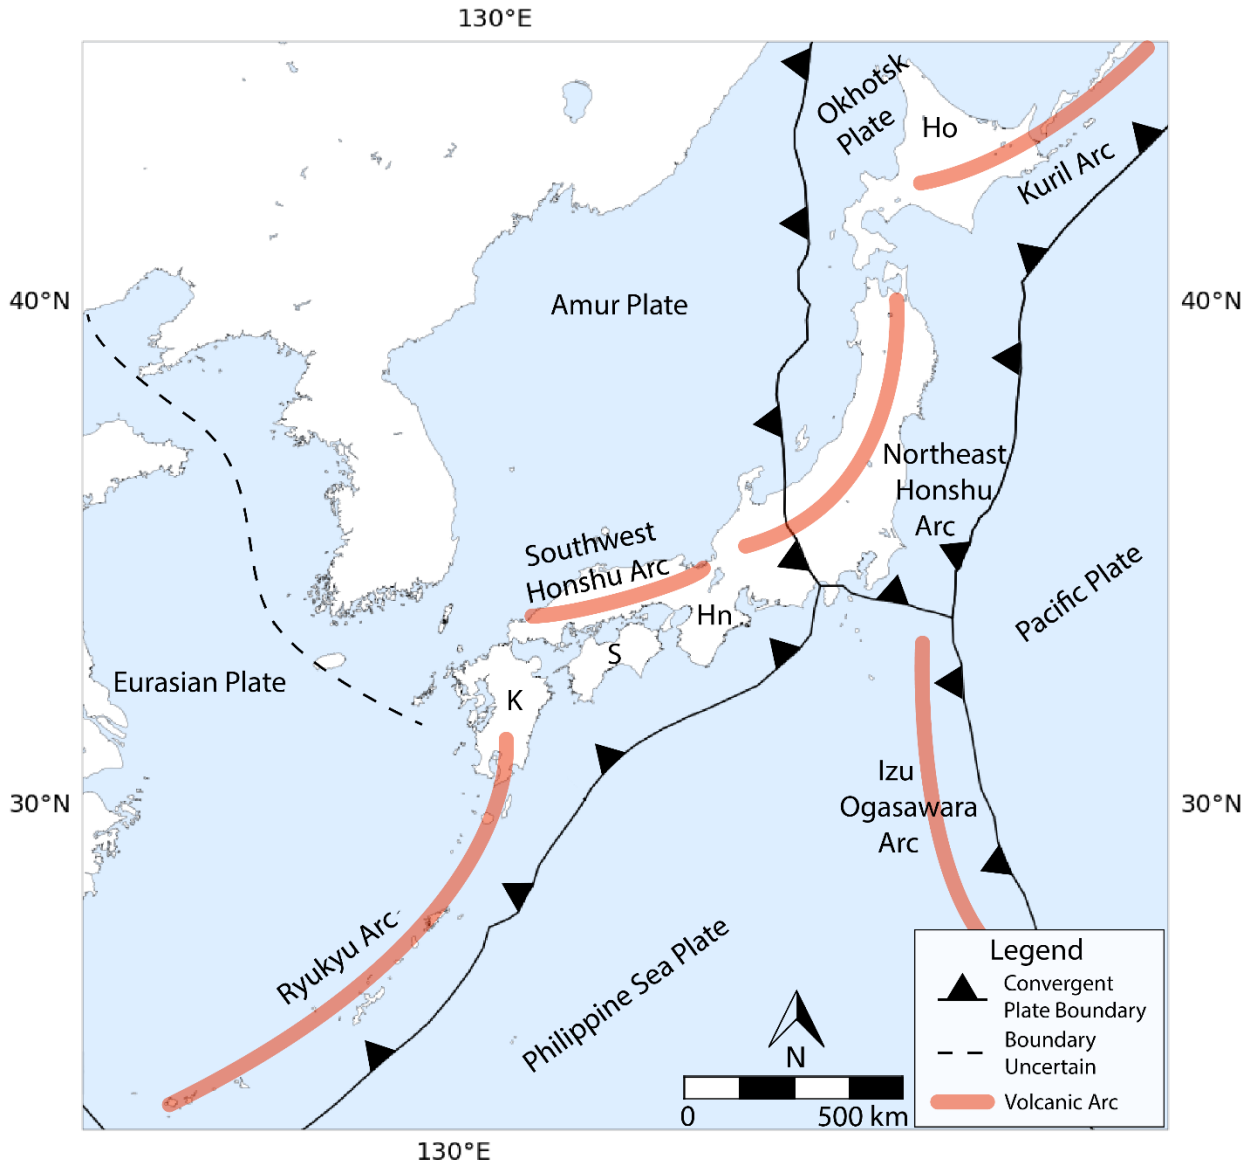 130°E
Okhotsk
Plate
Ho
Kuril Arc
40°N
40°N
Amur Plate
Northeast
Honshu
Arc
Southwest
Honshu Arc
Pacific Plate
Hn
S
K
Eurasian Plate
30°N
30°N
Izu
Ogasawara
Arc
Ryukyu Arc
Philippine Sea Plate
N
0
500 km
Legend
Convergent
Plate Boundary
Boundary
Uncertain
Volcanic Arc
130°E